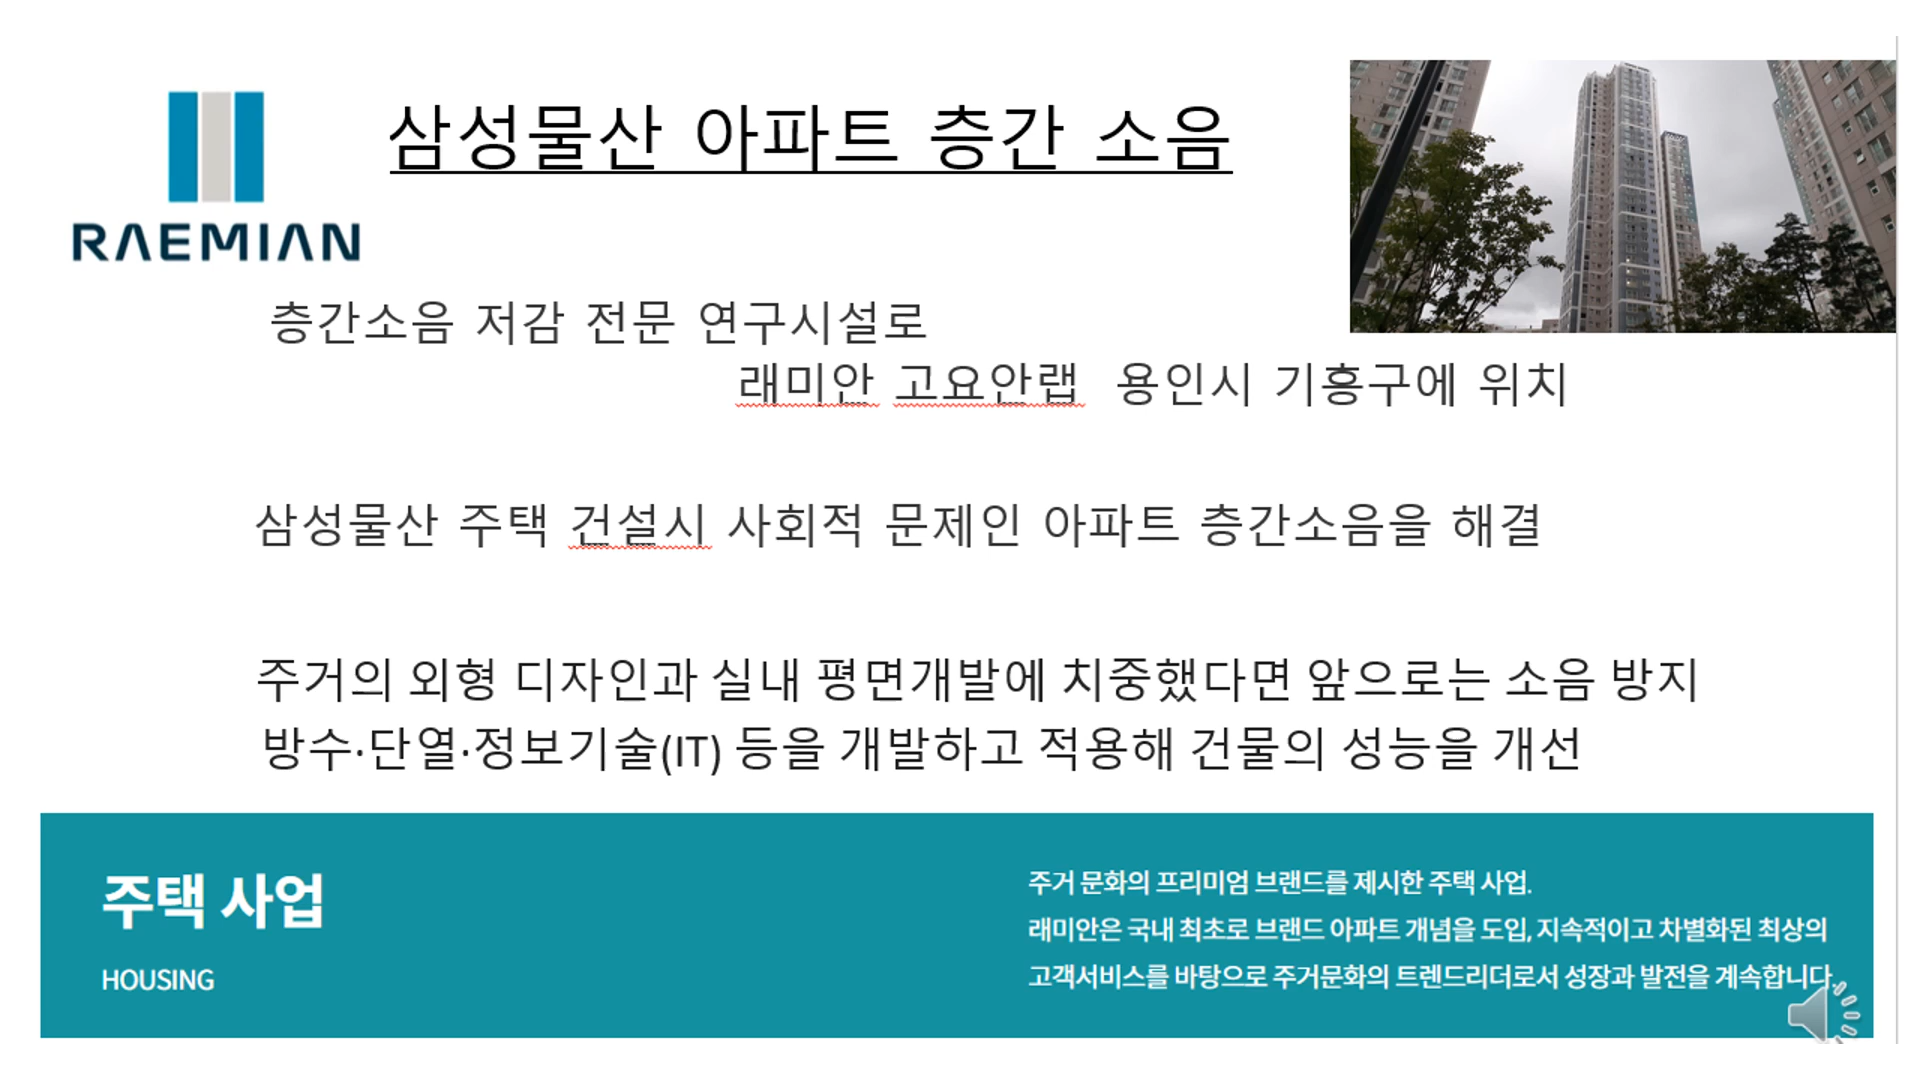 삼성물산 아파트 층간 소음
RAEMIAN
층간소음 저감 전문 연구시설로
래미안 고요안랩 용인시 기흥구에 위치
삼성물산 주택 건설시 사회적 문제인 아파트 층간소음을 해결
주거의 외형 디자인과 실내 평면개발에 치중했다면 앞으로는 소음 방지
방수·단열·정보기술(IT) 등을 개발하고 적용해 건물의 성능을 개선
주택 사업
HOUSING
주거 문화의 프리미엄 브랜드를 제시한 주택 사업.
래미안은 국내 최초로 브랜드 아파트 개념을 도입, 지속적이고 차별화된 최상의
고객서비스를 바탕으로 주거문화의 트렌드리더로서 성장과 발전을 계속합니다.